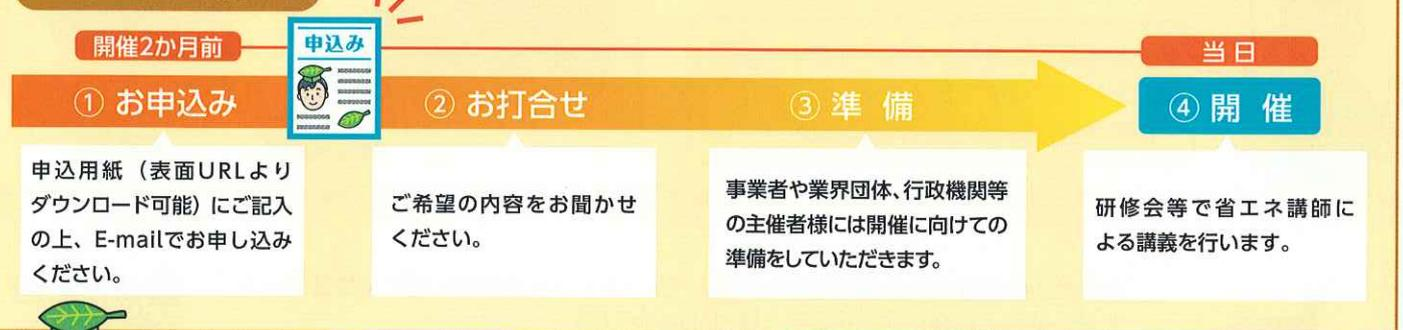 開催2か月前
申込み
当日
① お申込み
② お打合せ
③ 準 備
④ 開 催
申込用紙（表面URLより
ダウンロード可能）にご記入
の上、E-mailでお申し込み
ください。
ご希望の内容をお聞かせ
ください。
事業者や業界団体、行政機関等
の主催者様には開催に向けての
準備をしていただきます。
研修会等で省エネ講師に
よる講義を行います。